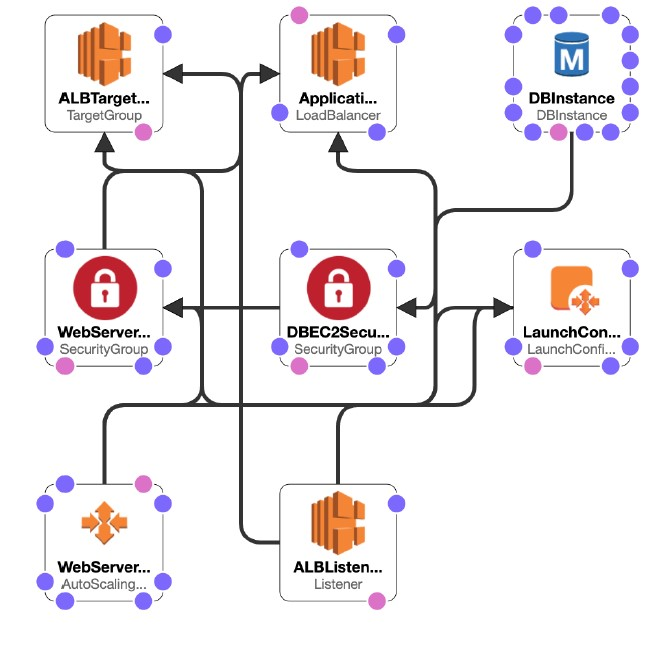 ALBTarget...
TargetGroup
Applicati...
LoadBalancer
M
DBInstance
DBInstance
WebServer...
SecurityGroup
DBEC2Secu...
SecurityGroup
LaunchCon...
LaunchConfi...
WebServer...
AutoScaling...
ALBListen...
Listener